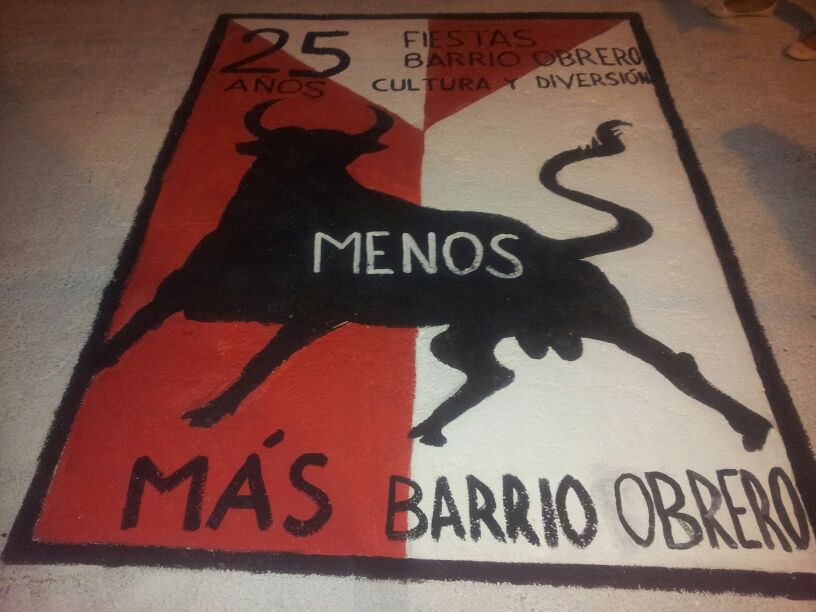 25 FIESTAS
BARRIO OBRERO
AÑOS CULTURA Y DIVERSIÓN
MENOS
MÁS BARRIO OBRERO